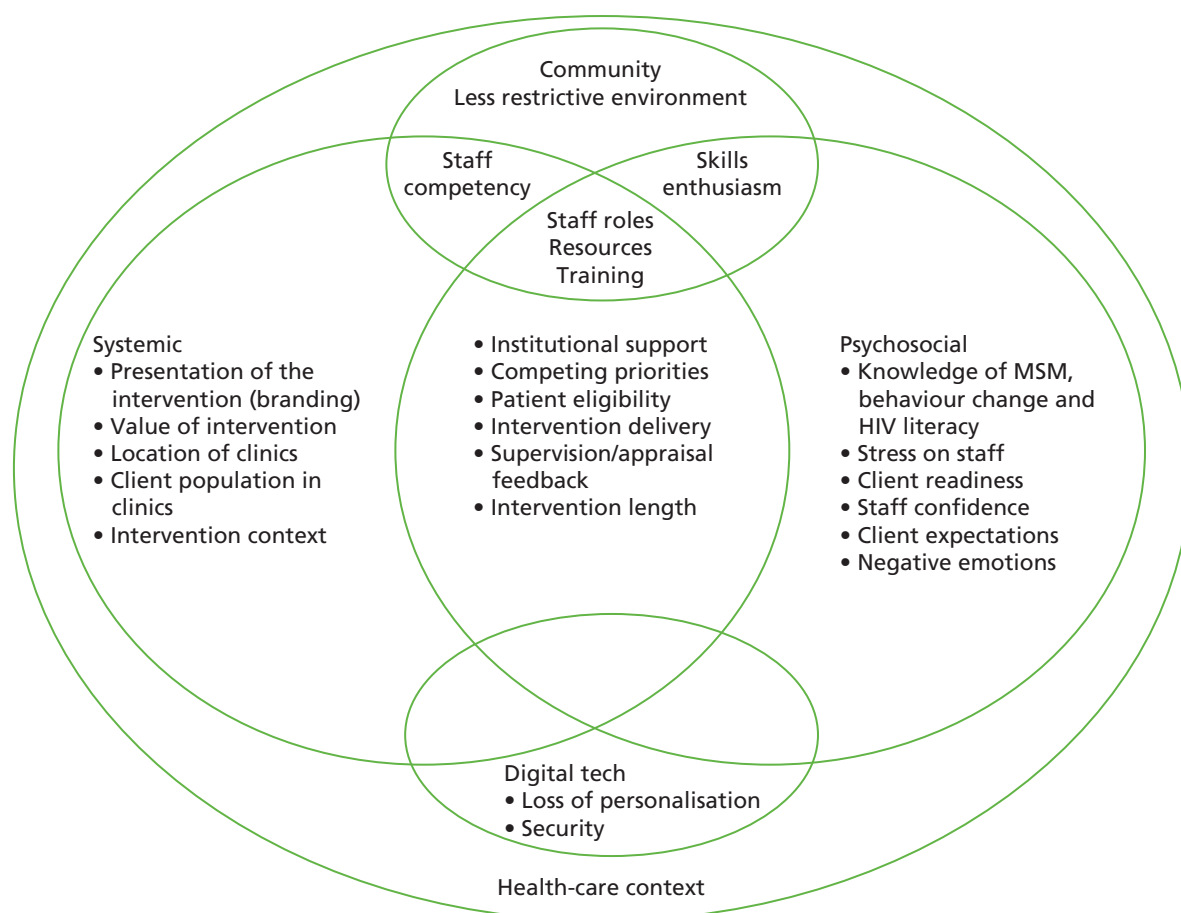 Community
Less restrictive environment
Staff
competency
Skills
enthusiasm
Staff roles
Resources
Training
Systemic
• Presentation of the
intervention (branding)
• Value of intervention
• Location of clinics
• Client population in
clinics
• Intervention context
• Institutional support
• Competing priorities
• Patient eligibility
• Intervention delivery
• Supervision/appraisal
feedback
• Intervention length
Psychosocial
• Knowledge of MSM,
behaviour change and
HIV literacy
• Stress on staff
• Client readiness
• Staff confidence
• Client expectations
• Negative emotions
Digital tech
• Loss of personalisation
• Security
Health-care context